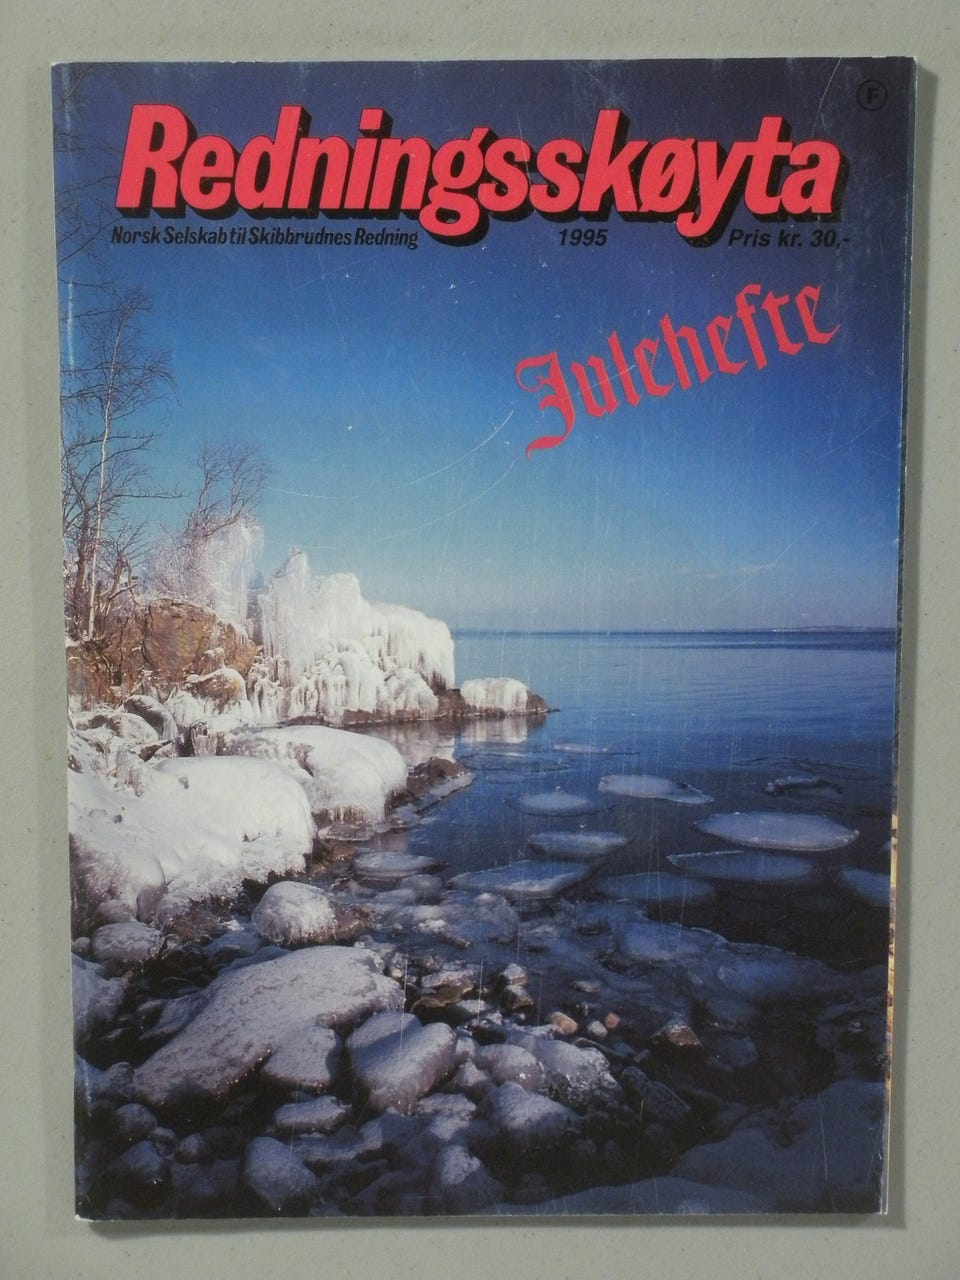 F
Redningsskøyta
Norsk Selskab til Skibbrudnes Redning 1995 Pris kr. 30,-
Julehefte